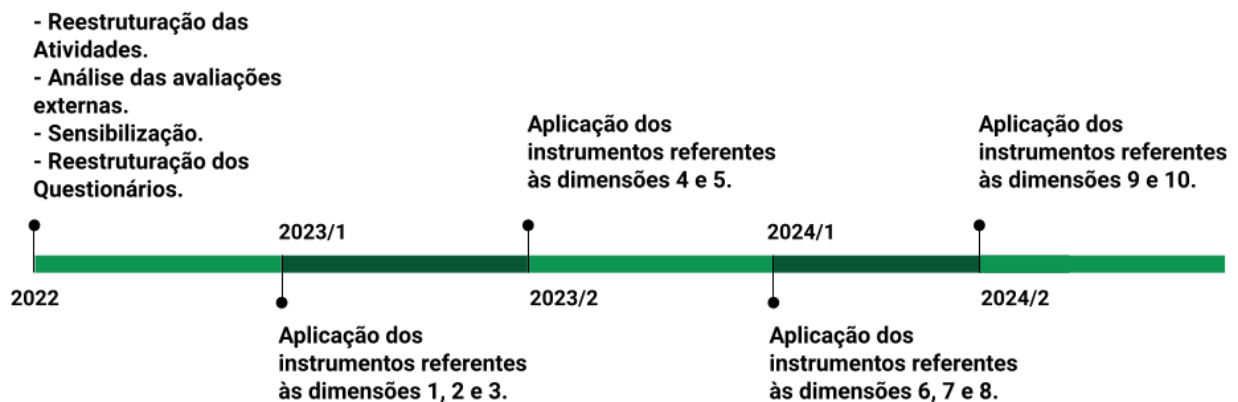 - Reestruturação das
Atividades.
- Análise das avaliações
externas.
- Sensibilização.
- Reestruturação dos
Questionários.
2022
2023/1
Aplicação dos
instrumentos referentes
às dimensões 1, 2 e 3.
Aplicação dos
instrumentos referentes
às dimensões 4 e 5.
2023/2
2024/1
Aplicação dos
instrumentos referentes
às dimensões 6, 7 e 8.
Aplicação dos
instrumentos referentes
às dimensões 9 e 10.
2024/2